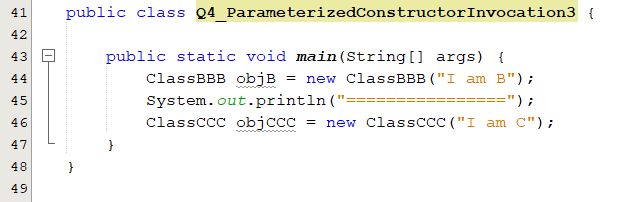 41 public class Q4_ParameterizedConstructorInvocation3 {
42
43 public static void main(String[] args) {
44 ClassBBB objB = new ClassBBB("I am B");
45 System.out.println("================");
46 ClassCCC objCCC = new ClassCCC("I am C");
47 }
48 }
49